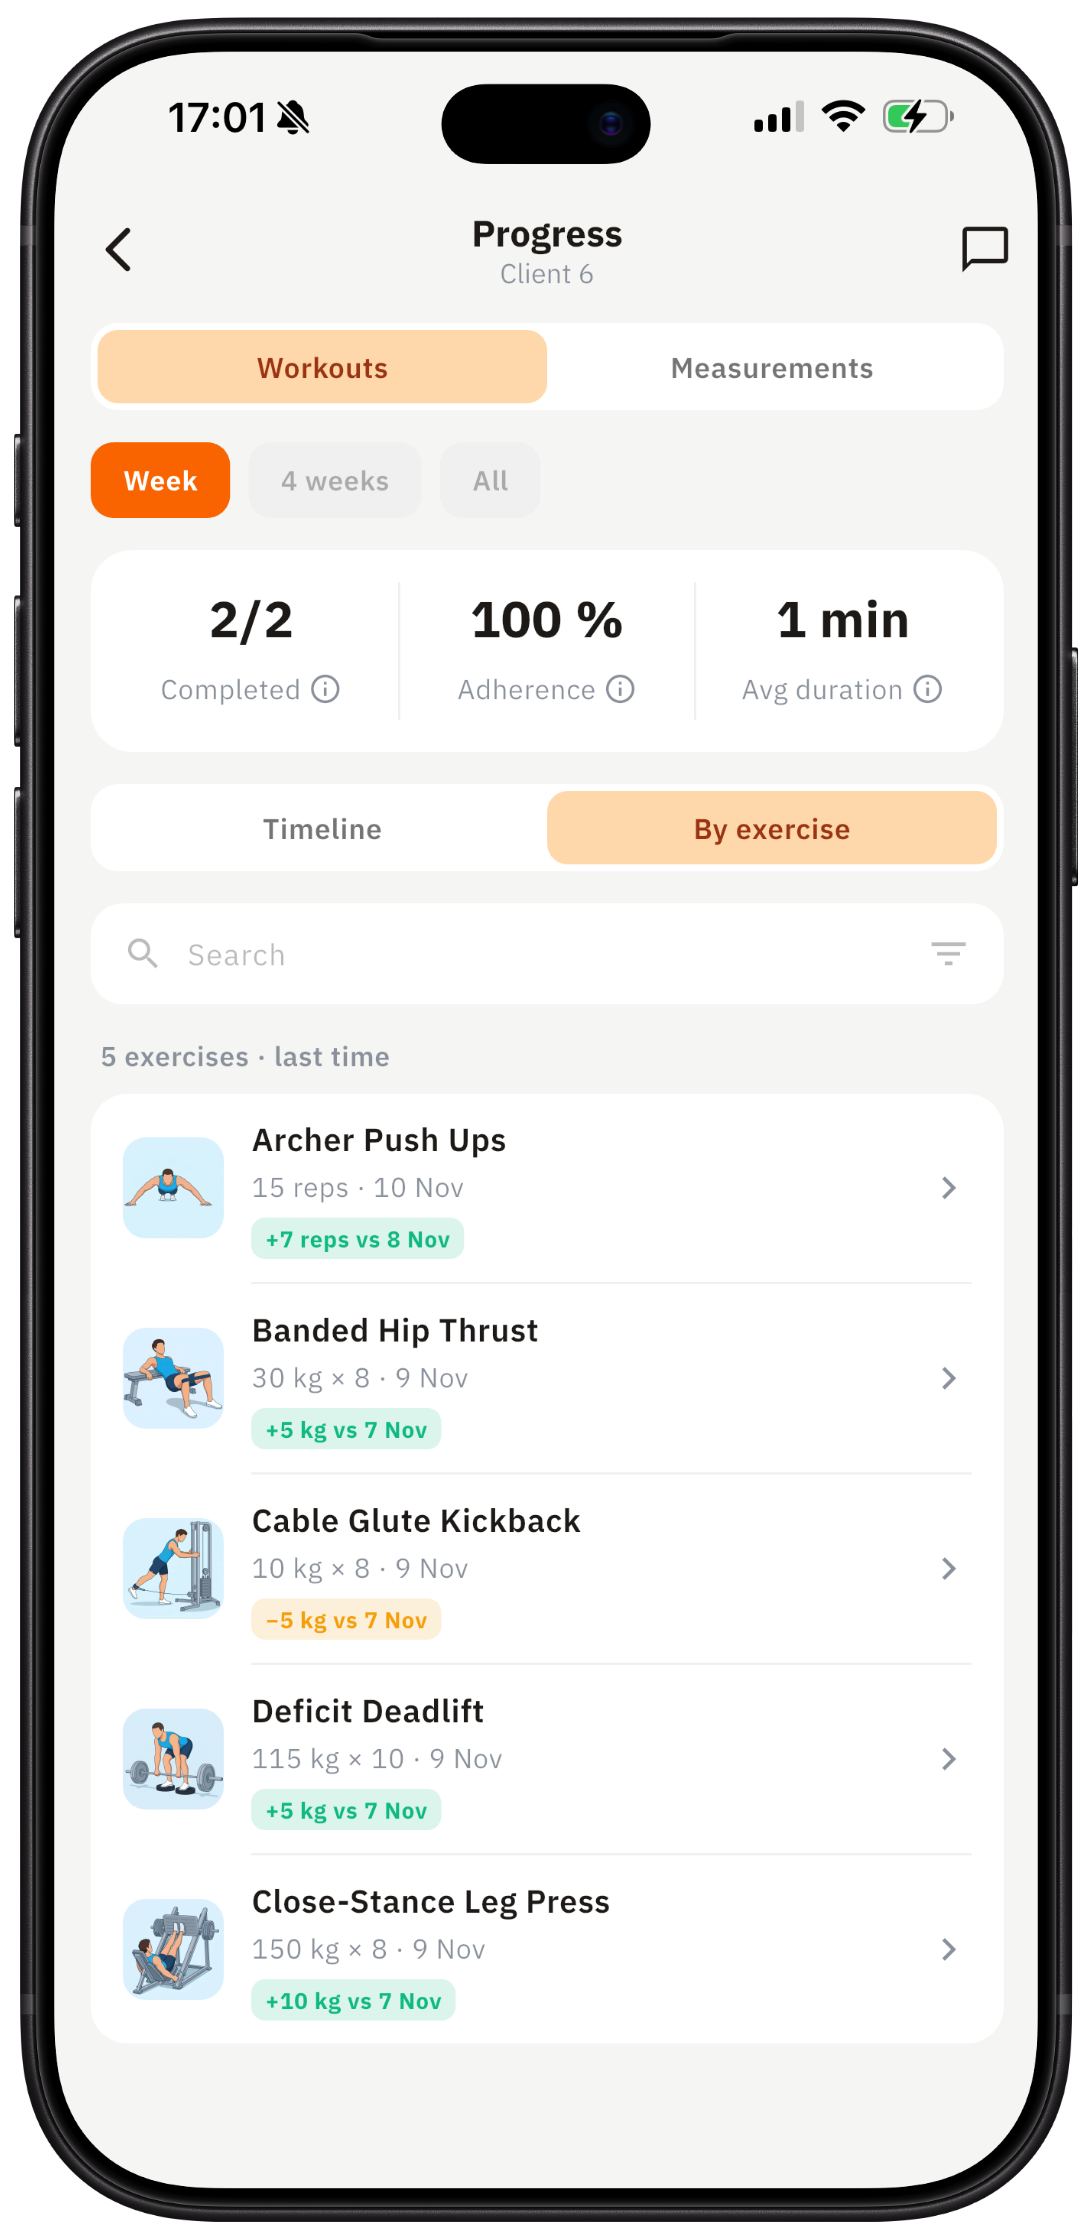 17:01
Progress
Client 6
Workouts
Measurements
Week
4 weeks
All
2/2
100 %
1 min
Completed
Adherence
Avg duration
Timeline
By exercise
Search
5 exercises · last time
Archer Push Ups
15 reps · 10 Nov
+7 reps vs 8 Nov
Banded Hip Thrust
30 kg × 8 · 9 Nov
+5 kg vs 7 Nov
Cable Glute Kickback
10 kg × 8 · 9 Nov
−5 kg vs 7 Nov
Deficit Deadlift
115 kg × 10 · 9 Nov
+5 kg vs 7 Nov
Close-Stance Leg Press
150 kg × 8 · 9 Nov
+10 kg vs 7 Nov